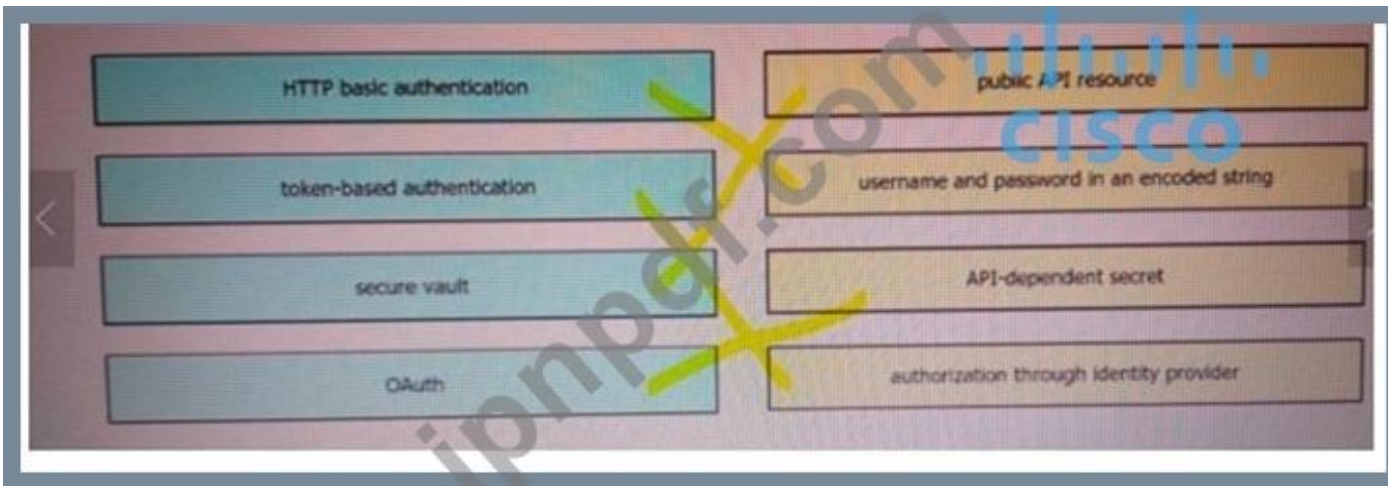 HTTP basic authentication
public API resource
CISCO
token-based authentication
username and password in an encoded string
secure vault
API-dependent secret
OAuth
authorization through identity provider
ipnpdf.com